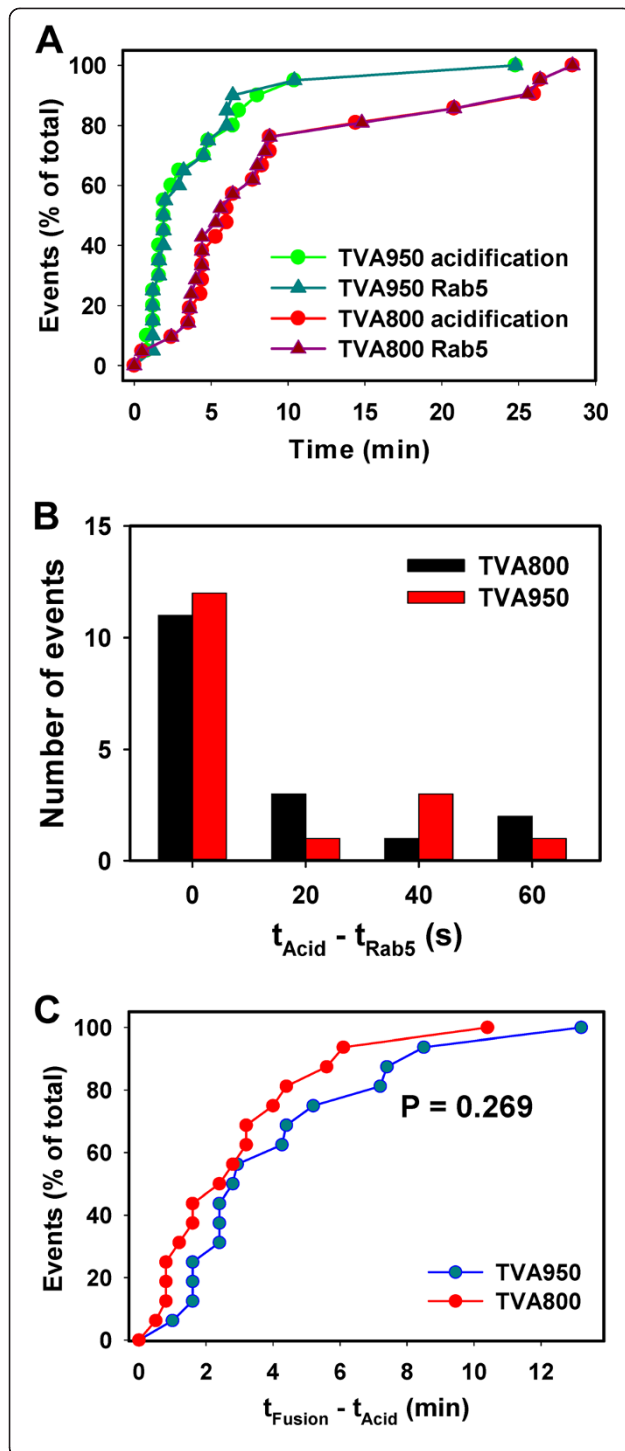 A
Events (% of total)
100
80
60
40
20
0
TVA950 acidification
TVA950 Rab5
TVA800 acidification
TVA800 Rab5
0 5 10 15 20 25 30
Time (min)
B
Number of events
15
10
5
0
TVA800
TVA950
0 20 40 60
tAcid - tRab5 (s)
C
Events (% of total)
100
80
60
40
20
0
P = 0.269
TVA950
TVA800
0 2 4 6 8 10 12
tFusion - tAcid (min)